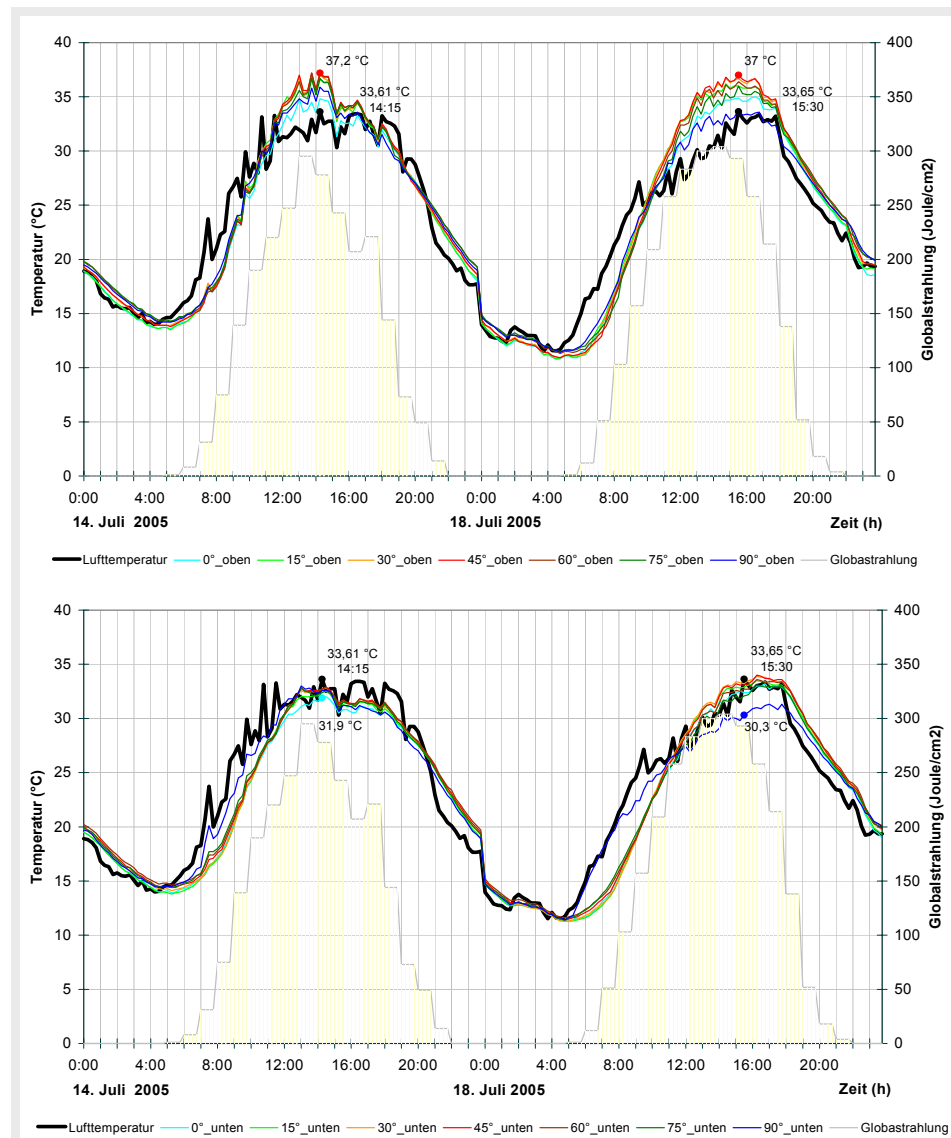 40 400
37,2 °C 37 °C
35 33,61 °C 33,65 °C 350
14:15 15:30
30 300
25 250
20 200
15 150
10 100
5 50
0 0
Temperatur (°C)
Globalstrahlung (Joule/cm2)
0:00 4:00 8:00 12:00 16:00 20:00 0:00 4:00 8:00 12:00 16:00 20:00
14. Juli 2005 18. Juli 2005 Zeit (h)
Lufttemperatur 0°_oben 15°_oben 30°_oben 45°_oben 60°_oben 75°_oben 90°_oben Globastrahlung
40 400
33,61 °C 33,65 °C
35 14:15 15:30 350
30 31,9 °C 30,3 °C 300
25 250
20 200
15 150
10 100
5 50
0 0
Temperatur (°C)
Globalstrahlung (Joule/cm2)
0:00 4:00 8:00 12:00 16:00 20:00 0:00 4:00 8:00 12:00 16:00 20:00
14. Juli 2005 18. Juli 2005 Zeit (h)
Lufttemperatur 0°_unten 15°_unten 30°_unten 45°_unten 60°_unten 75°_unten 90°_unten Globastrahlung